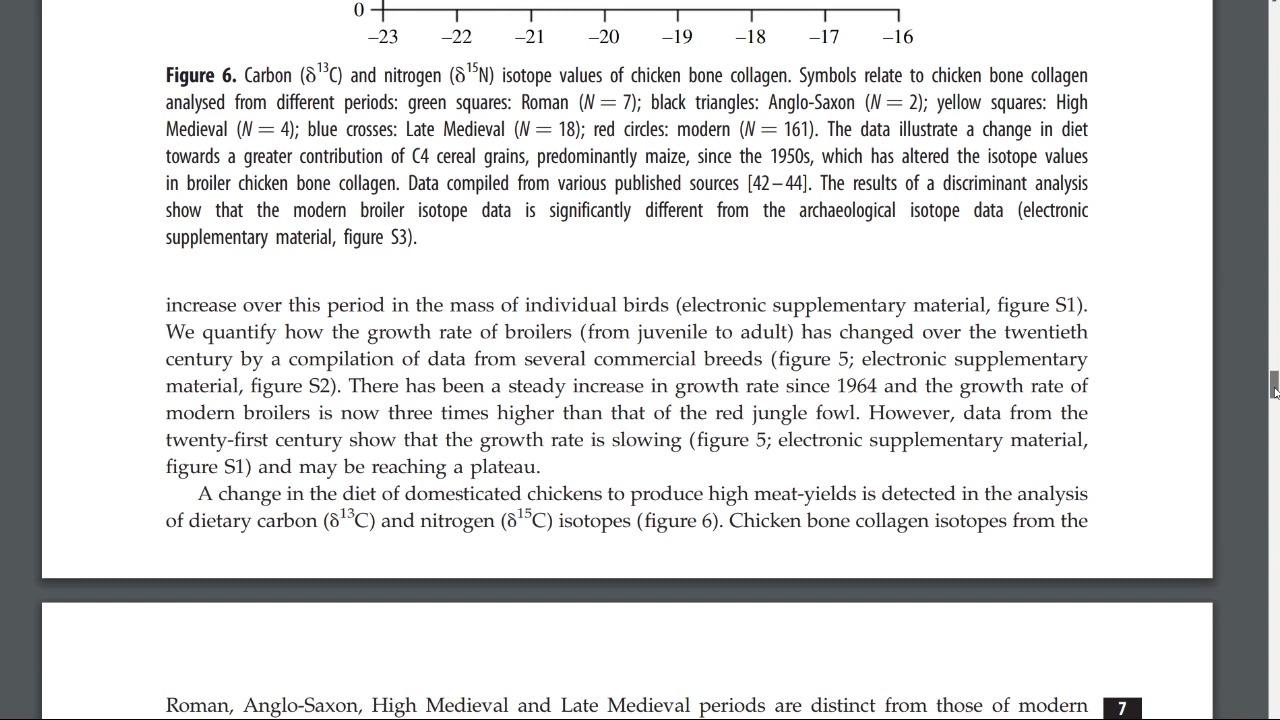 0
–23 –22 –21 –20 –19 –18 –17 –16
Figure 6. Carbon (δ13C) and nitrogen (δ15N) isotope values of chicken bone collagen. Symbols relate to chicken bone collagen
analysed from different periods: green squares: Roman (N = 7); black triangles: Anglo-Saxon (N = 2); yellow squares: High
Medieval (N = 4); blue crosses: Late Medieval (N = 18); red circles: modern (N = 161). The data illustrate a change in diet
towards a greater contribution of C4 cereal grains, predominantly maize, since the 1950s, which has altered the isotope values
in broiler chicken bone collagen. Data compiled from various published sources [42–44]. The results of a discriminant analysis
show that the modern broiler isotope data is significantly different from the archaeological isotope data (electronic
supplementary material, figure S3).
increase over this period in the mass of individual birds (electronic supplementary material, figure S1).
We quantify how the growth rate of broilers (from juvenile to adult) has changed over the twentieth
century by a compilation of data from several commercial breeds (figure 5; electronic supplementary
material, figure S2). There has been a steady increase in growth rate since 1964 and the growth rate of
modern broilers is now three times higher than that of the red jungle fowl. However, data from the
twenty-first century show that the growth rate is slowing (figure 5; electronic supplementary material,
figure S1) and may be reaching a plateau.
A change in the diet of domesticated chickens to produce high meat-yields is detected in the analysis
of dietary carbon (δ13C) and nitrogen (δ15C) isotopes (figure 6). Chicken bone collagen isotopes from the
Roman, Anglo-Saxon, High Medieval and Late Medieval periods are distinct from those of modern
7